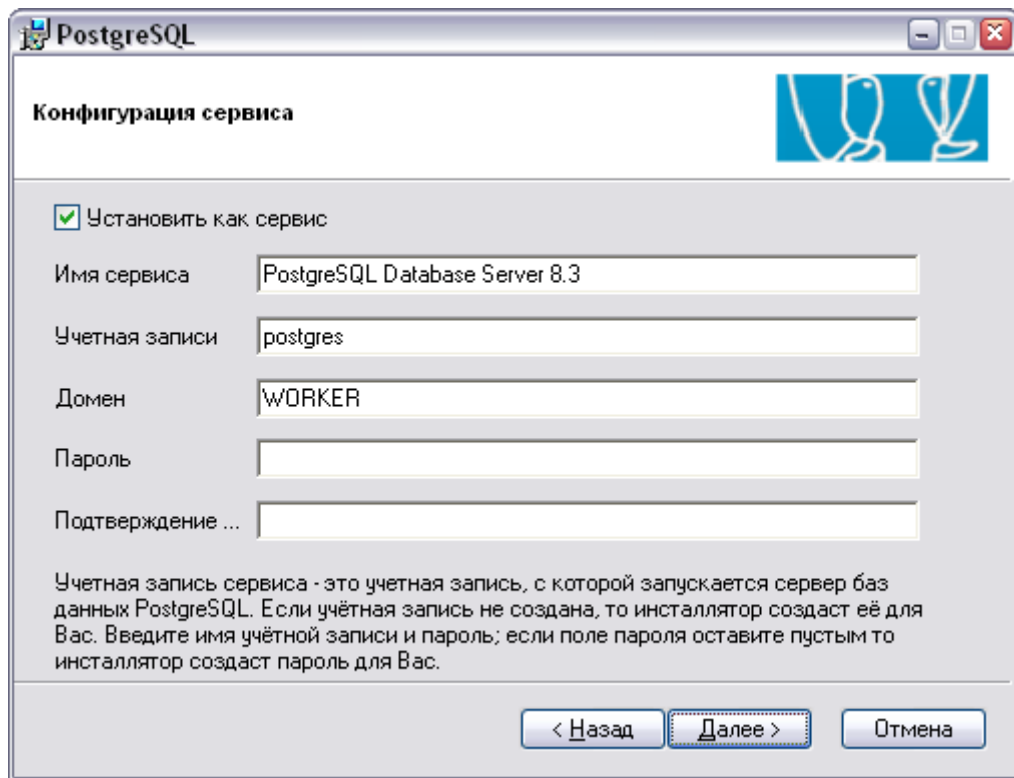 PostgreSQL
Конфигурация сервиса
Установить как сервис
Имя сервиса PostgreSQL Database Server 8.3
Учетная записи postgres
Домен WORKER
Пароль
Подтверждение ...
Учетная запись сервиса - это учетная запись, с которой запускается сервер баз
данных PostgreSQL. Если учётная запись не создана, то инсталлятор создаст её для
Вас. Введите имя учётной записи и пароль; если поле пароля оставите пустым то
инсталлятор создаст пароль для Вас.
< Назад Далее > Отмена